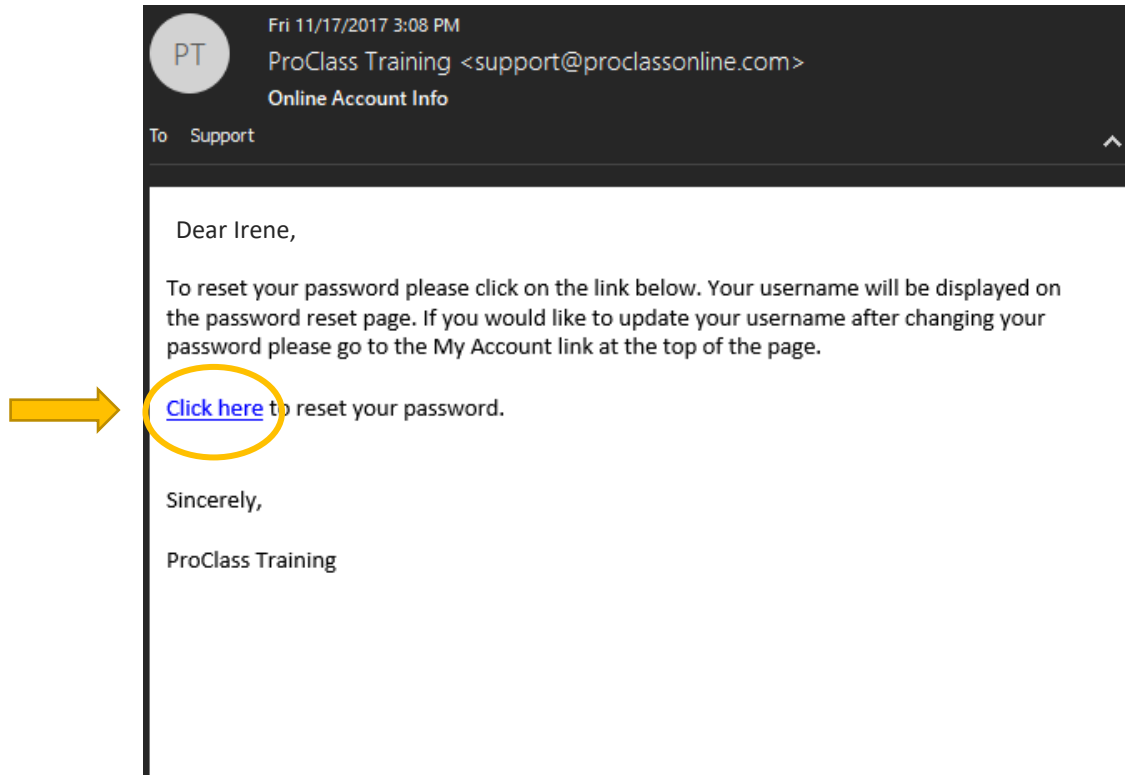 Fri 11/17/2017 3:08 PM
PT
ProClass Training <support@proclassonline.com>
Online Account Info
To Support
Dear Irene,
To reset your password please click on the link below. Your username will be displayed on
the password reset page. If you would like to update your username after changing your
password please go to the My Account link at the top of the page.
Click here to reset your password.
Sincerely,
ProClass Training